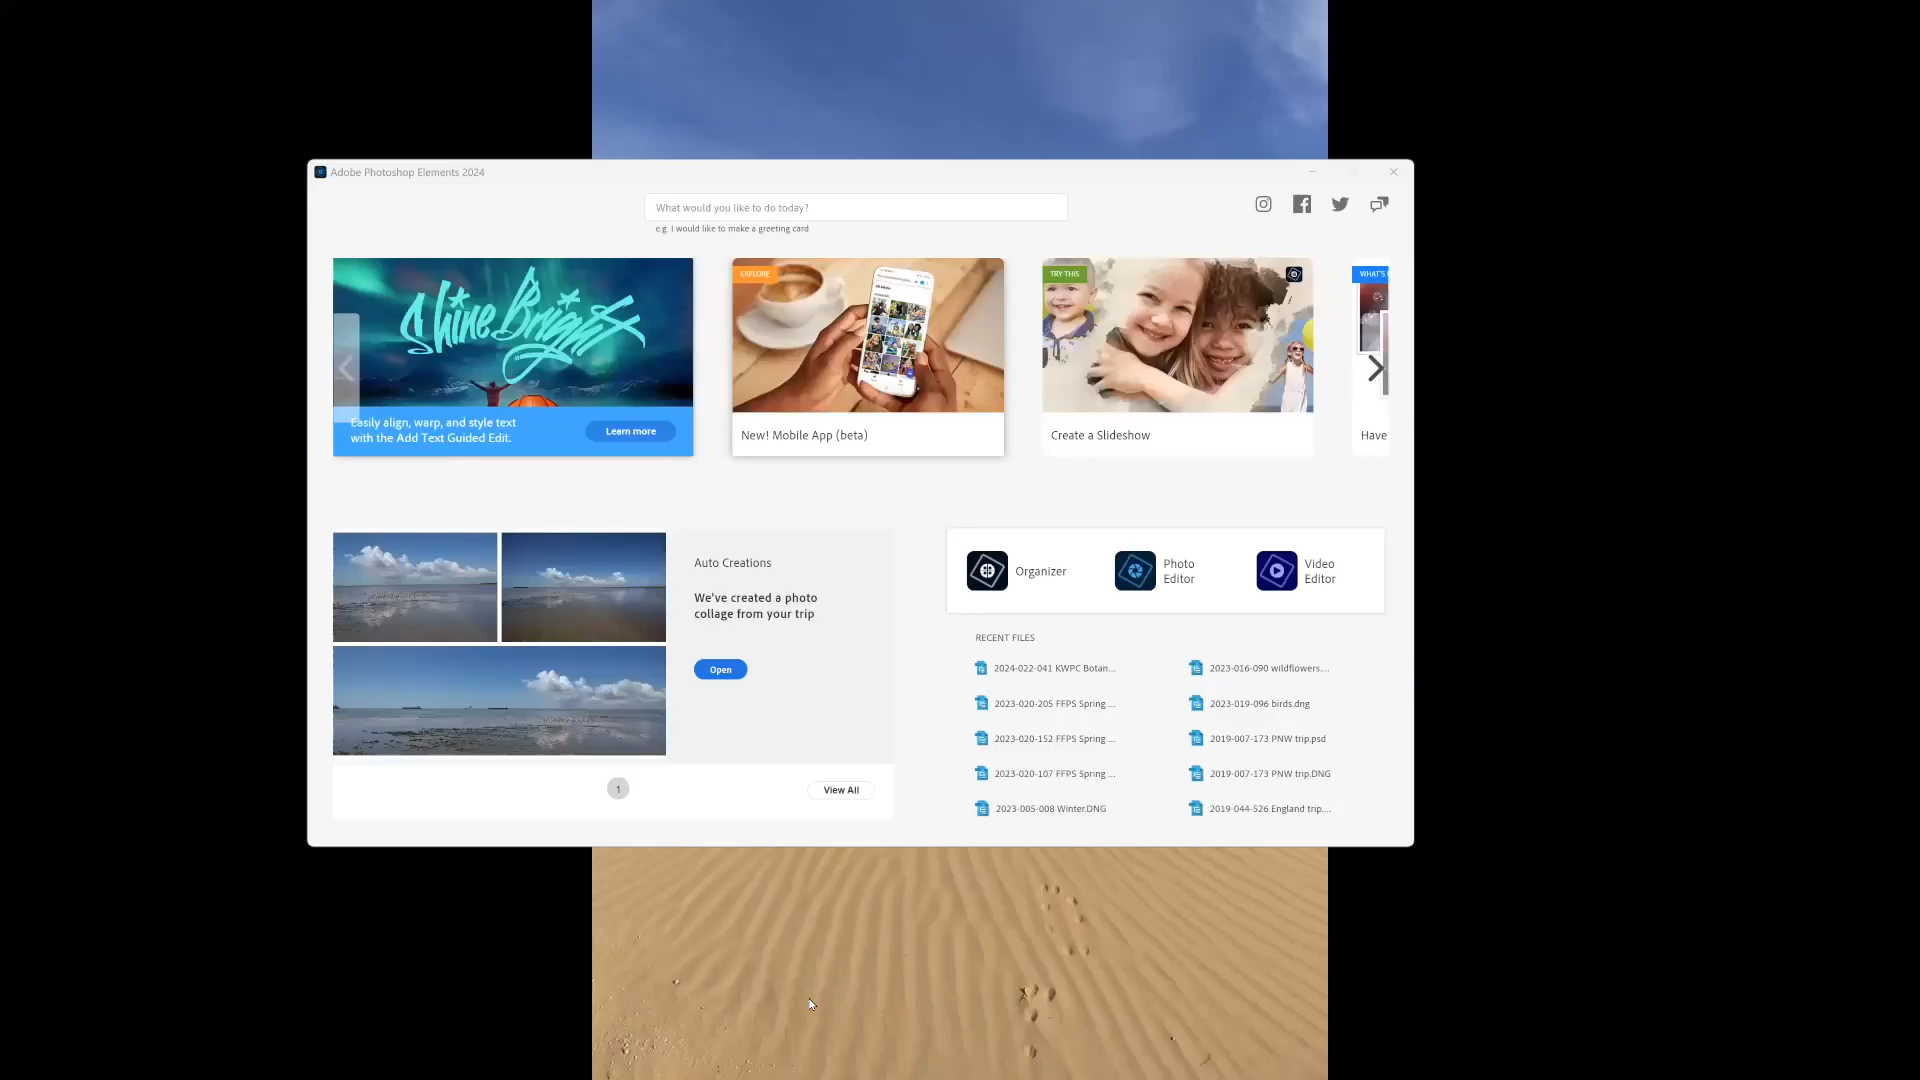 Adobe Photoshop Elements 2024
What would you like to do today?
e.g. I would like to make a greeting card
Shine Bright
Easily align, warp, and style text
with the Add Text Guided Edit.
Learn more
EXPLORE
New! Mobile App (beta)
TRY THIS
Create a Slideshow
WHAT'S
Have
Auto Creations
We've created a photo
collage from your trip
Open
1
View All
Organizer
Photo
Editor
Video
Editor
RECENT FILES
2024-022-041 KWPC Botan...
2023-016-090 wildflowers....
2023-020-205 FFPS Spring ...
2023-019-096 birds.dng
2023-020-152 FFPS Spring ...
2019-007-173 PNW trip.psd
2023-020-107 FFPS Spring ...
2019-007-173 PNW trip.DNG
2023-005-008 Winter.DNG
2019-044-526 England trip....